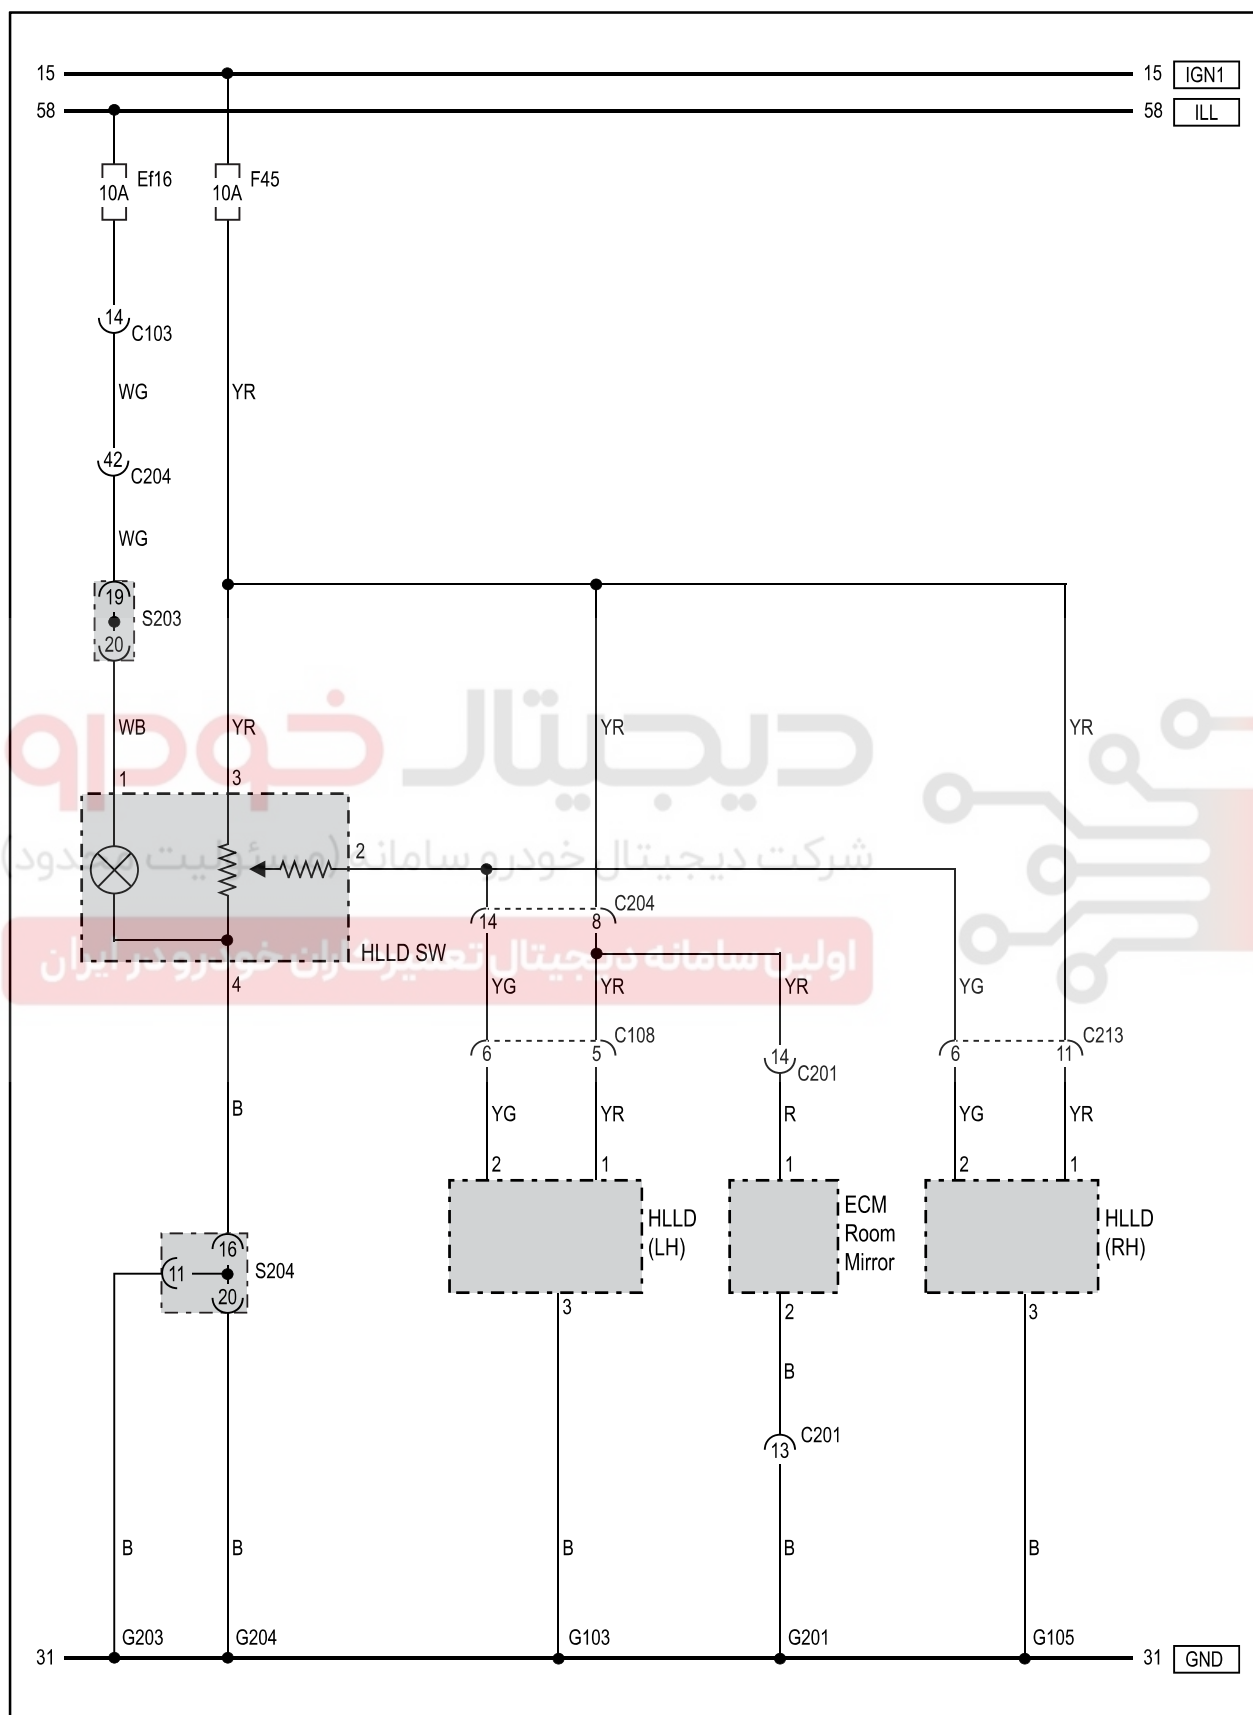 15 15 IGN1
58 58 ILL
10A Ef16 10A F45
14 C103
WG YR
42 C204
WG
19
S203
20
دیجیتال خودرو
WB YR YR YR
1 3
شرکت دیجیتال خودرو سامانه (مسئولیت محدود)
2
C204
14 8
اولین سامانه دیجیتال تعمیرکاران خودرو در ایران
HLLD SW
4 YG YR YR YG
C108 C213
6 5 14 6 11
C201
B YG YR R YG YR
2 1 1 2 1
HLLD
(LH)
ECM
Room
Mirror
HLLD
(RH)
16
11 S204
20
3 2 3
B
C201
13
B B B B B
G203 G204 G103 G201 G105
31 31 GND